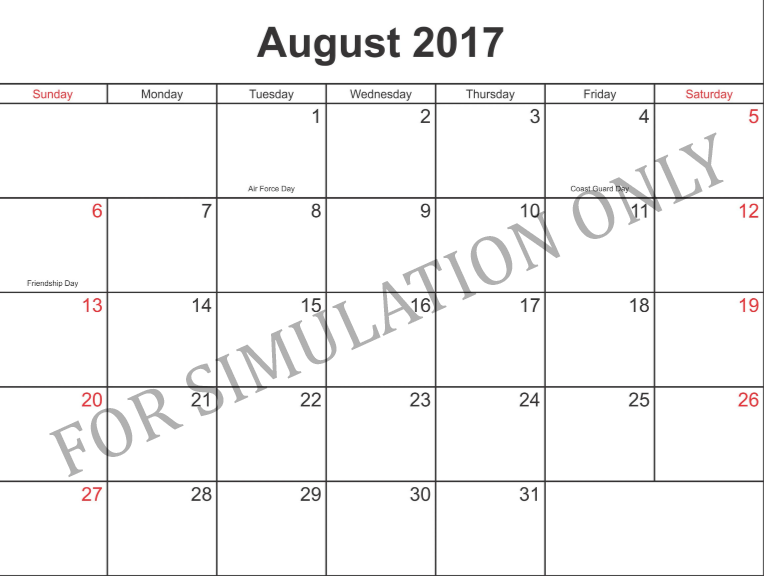 August 2017
Sunday Monday Tuesday Wednesday Thursday Friday Saturday
1 2 3 4 5
Air Force Day Coast Guard Day
6 7 8 9 10 11 12
Friendship Day
13 14 15 16 17 18 19
20 21 22 23 24 25 26
27 28 29 30 31
FOR SIMULATION ONLY